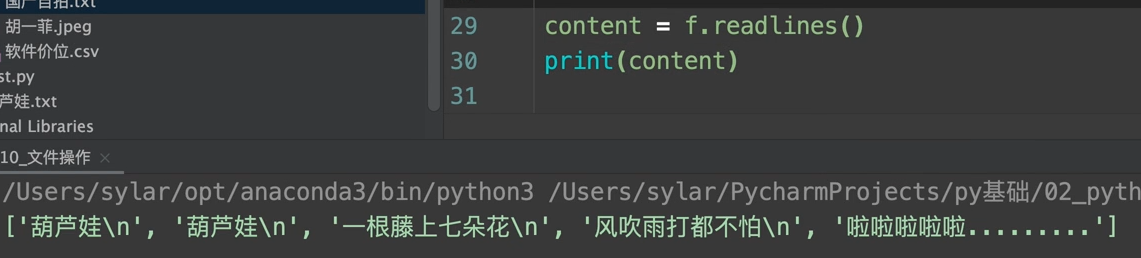 国产自拍.txt
胡一菲.jpeg
软件价位.csv
st.py
芦娃.txt
nal Libraries
29 content = f.readlines()
30 print(content)
31
10_文件操作 ×
/Users/sylar/opt/anaconda3/bin/python3 /Users/sylar/PycharmProjects/py基础/02_pyth
['葫芦娃\n', '葫芦娃\n', '一根藤上七朵花\n', '风吹雨打都不怕\n', '啦啦啦啦啦.........']